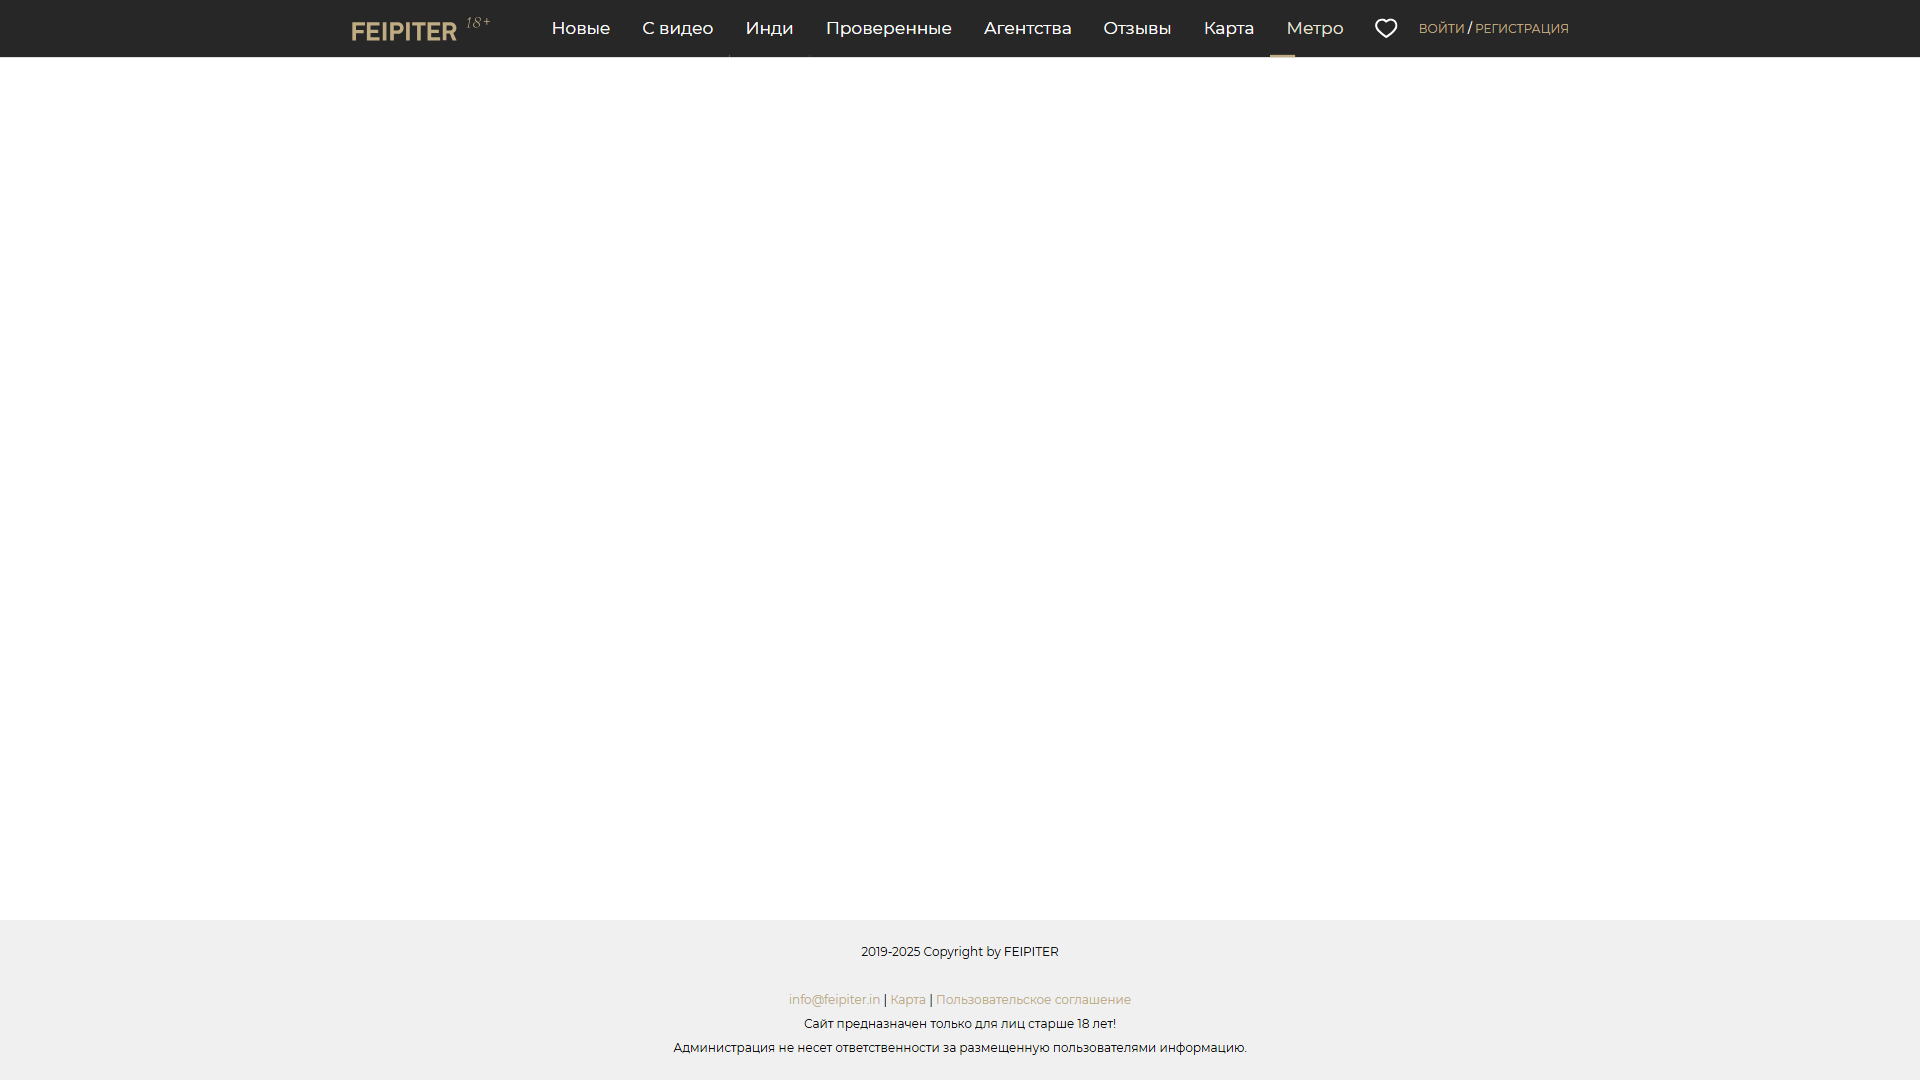 FEIPITER 18+ Новые С видео Инди Проверенные Агентства Отзывы Карта Метро ВОЙТИ / РЕГИСТРАЦИЯ
2019-2025 Copyright by FEIPITER
info@feipiter.in | Карта | Пользовательское соглашение
Сайт предназначен только для лиц старше 18 лет!
Администрация не несет ответственности за размещенную пользователями информацию.